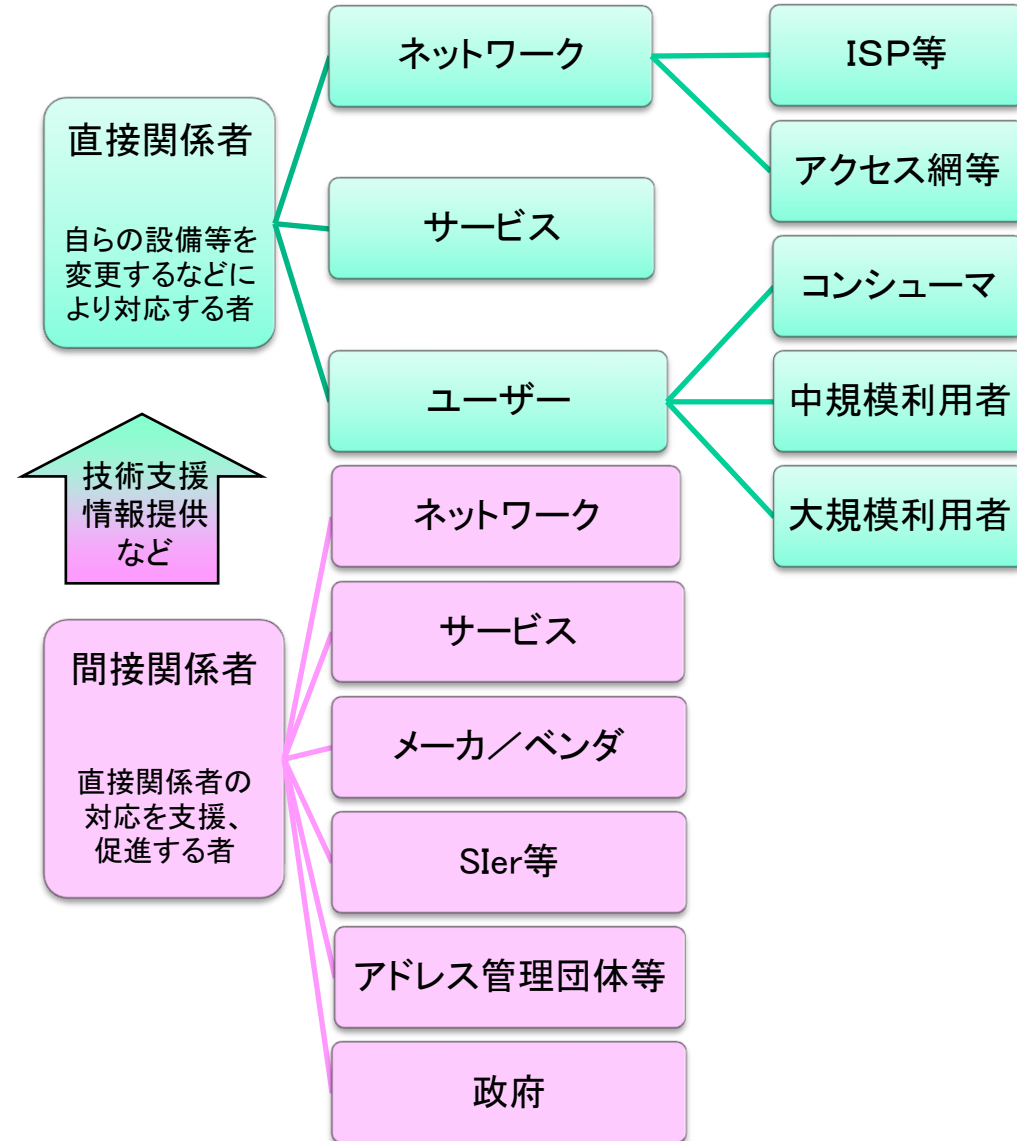 直接関係者
自らの設備等を
変更するなどに
より対応する者
ネットワーク
ISP等
アクセス網等
サービス
ユーザー
コンシューマ
中規模利用者
大規模利用者
技術支援
情報提供
など
間接関係者
直接関係者の
対応を支援、
促進する者
ネットワーク
サービス
メーカ／ベンダ
SIer等
アドレス管理団体等
政府